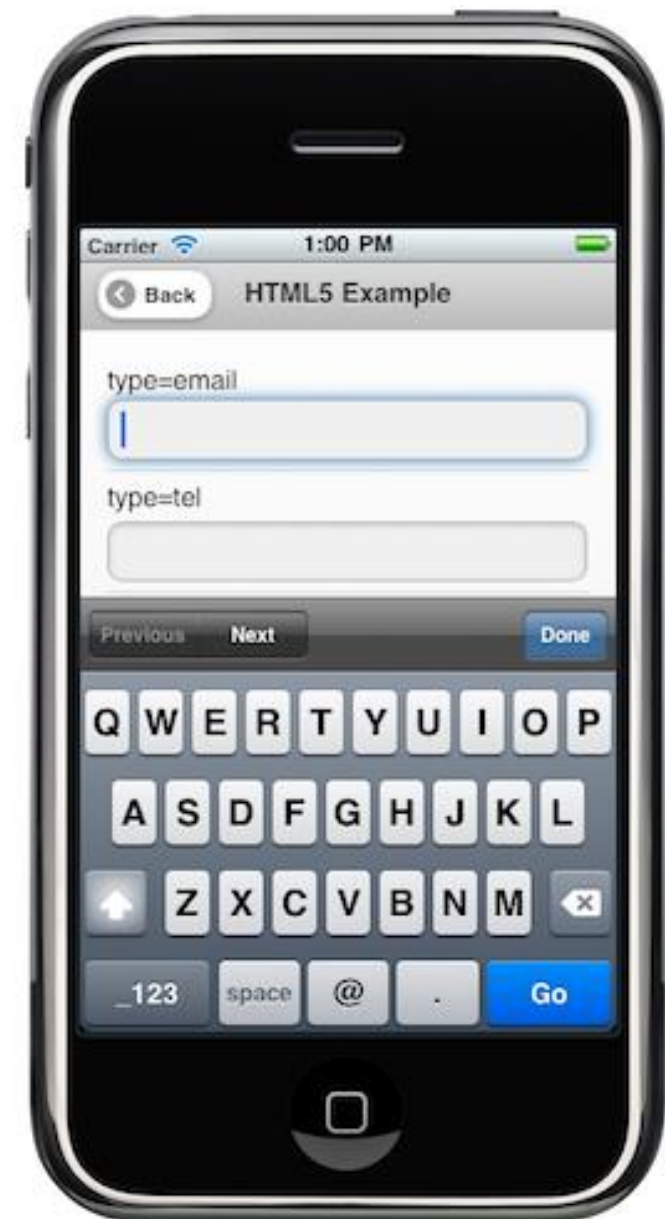 Carrier 1:00 PM
Back HTML5 Example
type=email
type=tel
Previous Next Done
Q W E R T Y U I O P
A S D F G H J K L
Z X C V B N M
_123 space @ . Go